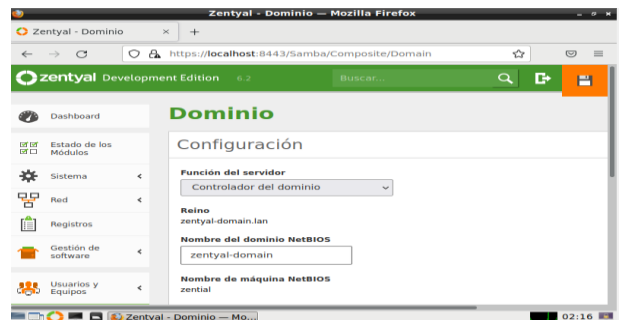 Zentyal - Dominio — Mozilla Firefox
Zentyal - Dominio
https://localhost:8443/Samba/Composite/Domain
zentyal Development Edition 6.2
Buscar...
Dashboard
Estado de los
Módulos
Sistema
Red
Registros
Gestión de
software
Usuarios y
Equipos
Dominio
Configuración
Función del servidor
Controlador del dominio
Reino
zentyal-domain.lan
Nombre del dominio NetBIOS
zentyal-domain
Nombre de máquina NetBIOS
zential
Zentyal - Dominio — Mo...
02:16